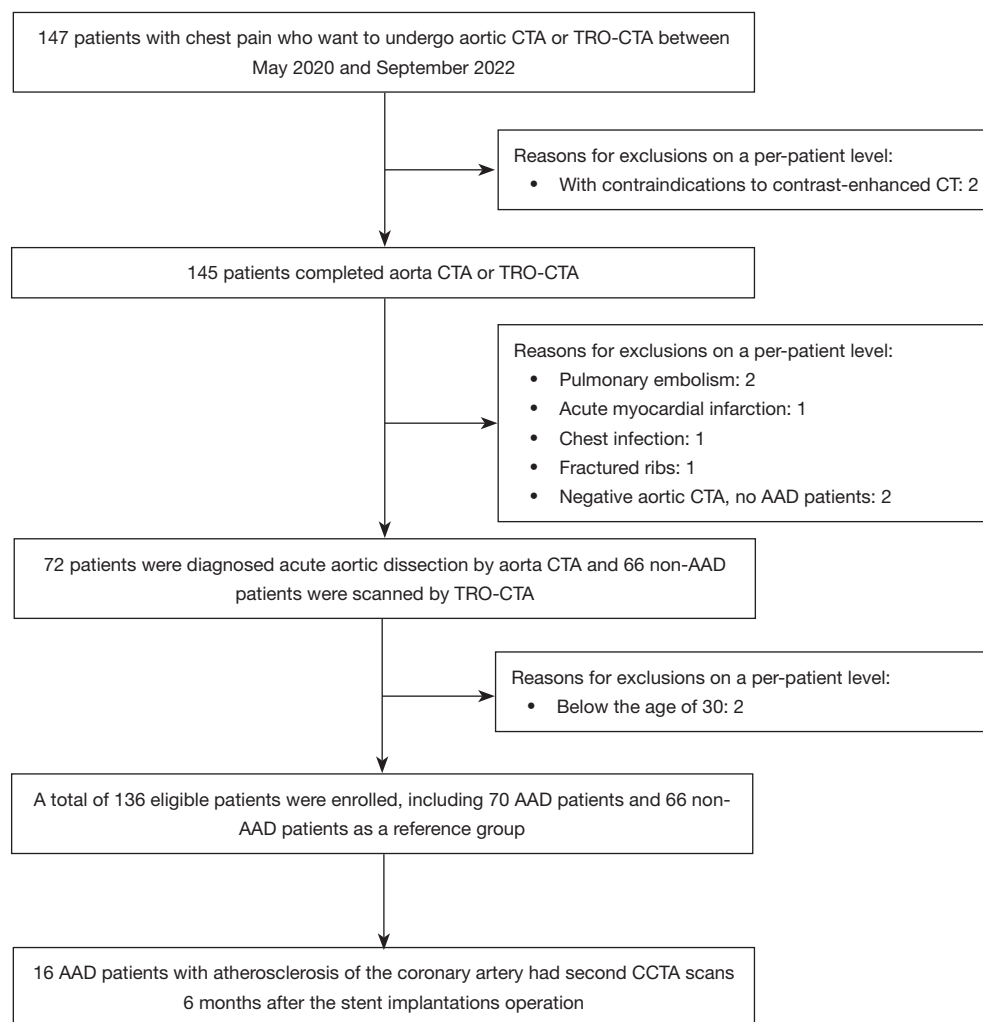 147 patients with chest pain who want to undergo aortic CTA or TRO-CTA between
May 2020 and September 2022
Reasons for exclusions on a per-patient level:
• With contraindications to contrast-enhanced CT: 2
145 patients completed aorta CTA or TRO-CTA
Reasons for exclusions on a per-patient level:
• Pulmonary embolism: 2
• Acute myocardial infarction: 1
• Chest infection: 1
• Fractured ribs: 1
• Negative aortic CTA, no AAD patients: 2
72 patients were diagnosed acute aortic dissection by aorta CTA and 66 non-AAD
patients were scanned by TRO-CTA
Reasons for exclusions on a per-patient level:
• Below the age of 30: 2
A total of 136 eligible patients were enrolled, including 70 AAD patients and 66 non-
AAD patients as a reference group
16 AAD patients with atherosclerosis of the coronary artery had second CCTA scans
6 months after the stent implantations operation